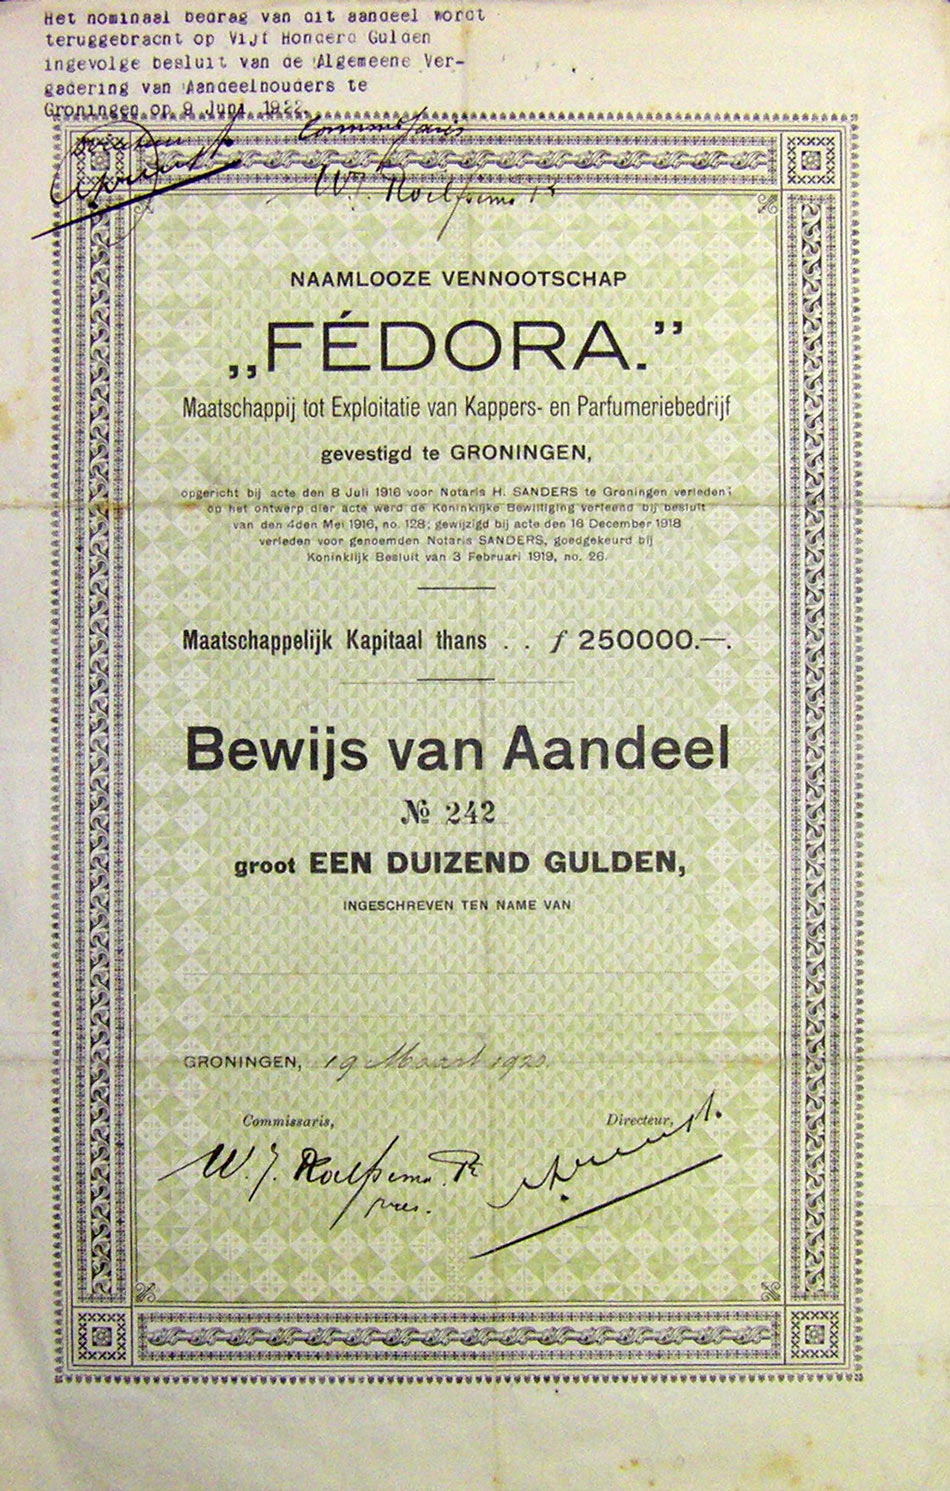 Het nominaal bedrag van dit aandeel wordt
teruggebracht op Vijf Honderd Gulden
ingevolge besluit van de Algemeene Ver-
gadering van Aandeelhouders te
Groningen op 9 Juni 1922.
Commissaris
W.J. Roelfsema Pz
NAAMLOOZE VENNOOTSCHAP
„FÉDORA.”
Maatschappij tot Exploitatie van Kappers- en Parfumeriebedrijf
gevestigd te GRONINGEN,
opgericht bij acte den 8 Juli 1916 voor Notaris H. SANDERS te Groningen verleden;
op het ontwerp dier acte werd de Koninklijke Bewilliging verleend bij besluit
van den 4den Mei 1916, no. 128; gewijzigd bij acte den 16 December 1918
verleden voor genoemden Notaris SANDERS, goedgekeurd bij
Koninklijk Besluit van 3 Februari 1919, no. 26.
Maatschappelijk Kapitaal thans . . ƒ 250000.—.
Bewijs van Aandeel
№ 242
groot EEN DUIZEND GULDEN,
INGESCHREVEN TEN NAME VAN
GRONINGEN, 19 Maart 1920.
Commissaris, Directeur,
W. J. Roelfsema Pz
pres.